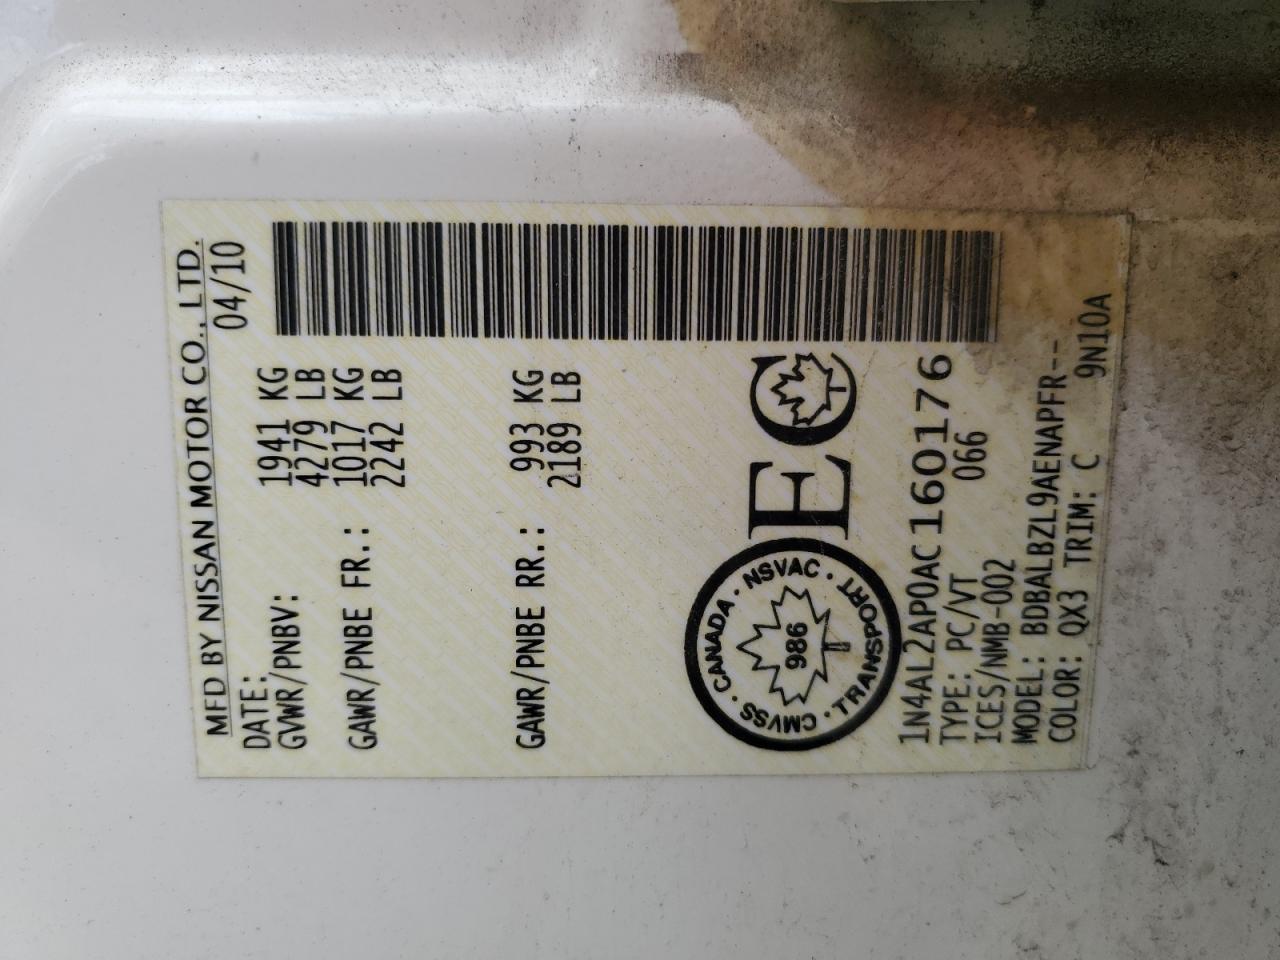 MFD BY NISSAN MOTOR CO., LTD.
DATE: 04/10
GVWR/PNBV: 1941 KG
4279 LB
GAWR/PNBE FR.: 1017 KG
2242 LB
GAWR/PNBE RR.: 993 KG
2189 LB
CANADA · NSVAC · TRANSPORT · CMVSS ·
986
EC
1N4AL2AP0AC160176
TYPE: PC/VT 066
ICES/NMB-002
MODEL: BDBALBZL9AENAPFR--
COLOR: QX3 TRIM: C 9N10A